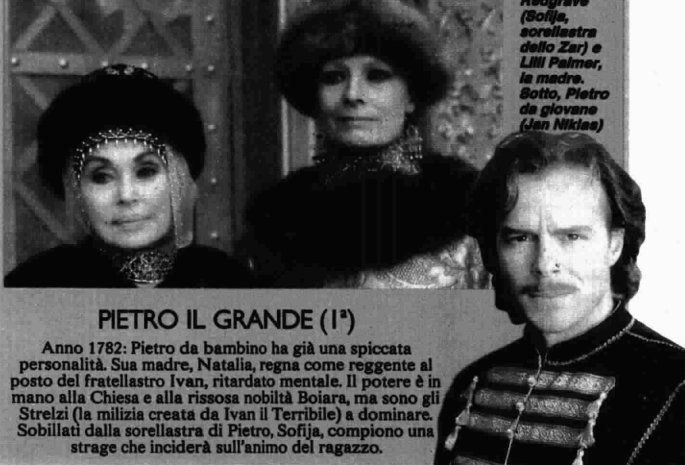 Redgrave
(Sofija,
sorellastra
dello Zar) e
Lilli Palmer,
la madre.
Sotto, Pietro
da giovane
(Jan Niklas)
PIETRO IL GRANDE (1ª)
Anno 1782: Pietro da bambino ha già una spiccata
personalità. Sua madre, Natalia, regna come reggente al
posto del fratellastro Ivan, ritardato mentale. Il potere è in
mano alla Chiesa e alla rissosa nobiltà Boiara, ma sono gli
Strelzi (la milizia creata da Ivan il Terribile) a dominare.
Sobillati dalla sorellastra di Pietro, Sofija, compiono una
strage che inciderà sull'animo del ragazzo.